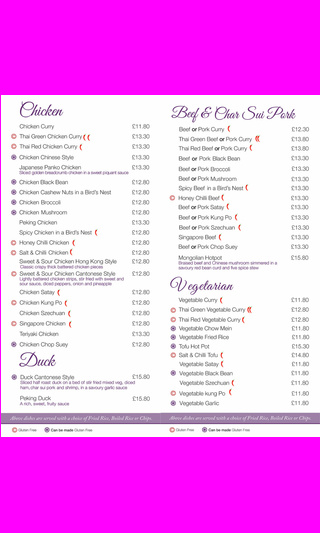 Chicken
Chicken Curry £11.80
Thai Green Chicken Curry £13.30
Thai Red Chicken Curry £13.30
Chicken Chinese Style £13.30
Japanese Panko Chicken £13.30
Sliced golden breadcrumb chicken in a sweet piquant sauce
Chicken Black Bean £12.80
Chicken Cashew Nuts in a Bird's Nest £12.80
Chicken Broccoli £12.80
Chicken Mushroom £12.80
Peking Chicken £13.30
Spicy Chicken in a Bird's Nest £12.80
Honey Chilli Chicken £12.80
Salt & Chilli Chicken £12.80
Sweet & Sour Chicken Hong Kong Style £12.80
Classic crispy thick battered chicken pieces
Sweet & Sour Chicken Cantonese Style £12.80
Lightly battered chicken strips, stir fried with sweet and
sour sauce, diced peppers, onion and pineapple
Chicken Satay £12.80
Chicken Kung Po £12.80
Chicken Szechuan £12.80
Singapore Chicken £12.80
Teriyaki Chicken £13.30
Chicken Chop Suey £12.80
Duck
Duck Cantonese Style £15.80
Sliced half roast duck on a bed of stir fried mixed veg, diced
ham,char sui pork and shrimp, in a savoury garlic sauce
Peking Duck £15.80
A rich, sweet, fruity sauce
Beef & Char Sui Pork
Beef or Pork Curry £12.30
Thai Green Beef or Pork Curry £13.80
Thai Red Beef or Pork Curry £13.80
Beef or Pork Black Bean £13.30
Beef or Pork Broccoli £13.30
Beef or Pork Mushroom £13.30
Spicy Beef in a Bird's Nest £13.30
Honey Chilli Beef £13.30
Beef or Pork Satay £13.30
Beef or Pork Kung Po £13.30
Beef or Pork Szechuan £13.30
Singapore Beef £13.30
Beef or Pork Chop Suey £13.30
Mongolian Hotpot £15.80
Braised beef and Chinese mushroom simmered in a
savoury red bean curd and five spice stew
Vegetarian
Vegetable Curry £11.80
Thai Green Vegetable Curry £12.80
Thai Red Vegetable Curry £12.80
Vegetable Chow Mein £11.80
Vegetable Fried Rice £11.80
Tofu Hot Pot £15.30
Salt & Chilli Tofu £14.80
Vegetable Satay £11.80
Vegetable Black Bean £11.80
Vegetable Szechuan £11.80
Vegetable kung Po £11.80
Vegetable Garlic £11.80
Above dishes are served with a choice of Fried Rice, Boiled Rice or Chips.
Above dishes are served with a choice of Fried Rice, Boiled Rice or Chips.
Gluten Free Can be made Gluten Free
Gluten Free Can be made Gluten Free